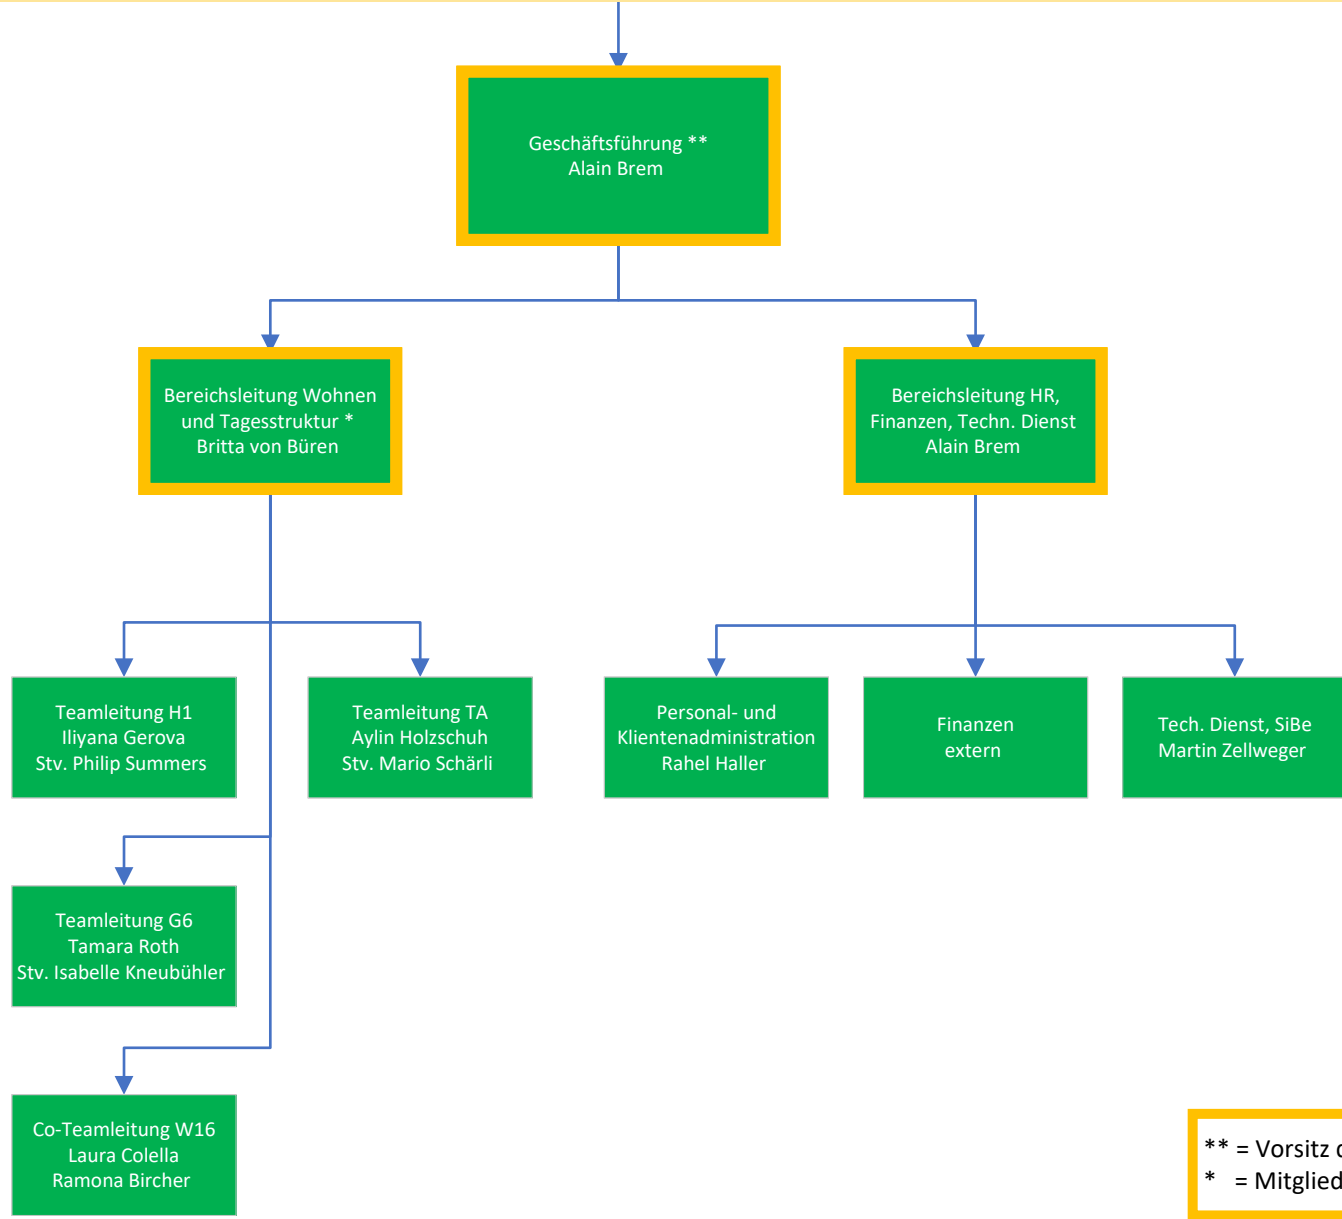 Geschäftsführung **
Alain Brem
Bereichsleitung Wohnen
und Tagesstruktur *
Britta von Büren
Bereichsleitung HR,
Finanzen, Techn. Dienst
Alain Brem
Teamleitung H1
Iliyana Gerova
Stv. Philip Summers
Teamleitung TA
Aylin Holzschuh
Stv. Mario Schärli
Personal- und
Klientenadministration
Rahel Haller
Finanzen
extern
Tech. Dienst, SiBe
Martin Zellweger
Teamleitung G6
Tamara Roth
Stv. Isabelle Kneubühler
Co-Teamleitung W16
Laura Colella
Ramona Bircher
** = Vorsitz
* = Mitglied